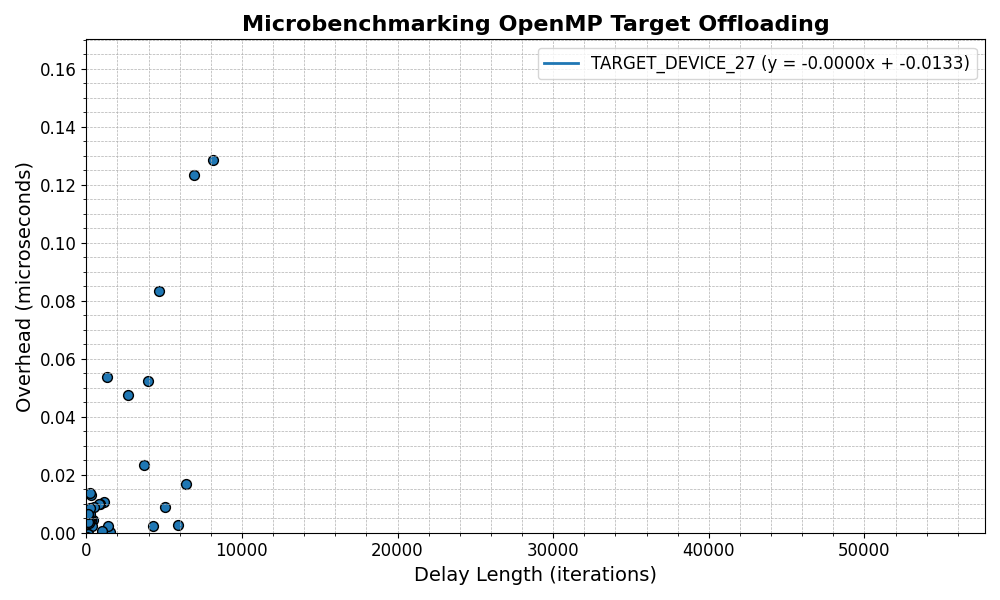 Microbenchmarking OpenMP Target Offloading
TARGET_DEVICE_27 (y = -0.0000x + -0.0133)
Overhead (microseconds)
0.16
0.14
0.12
0.10
0.08
0.06
0.04
0.02
0.00
0 10000 20000 30000 40000 50000
Delay Length (iterations)